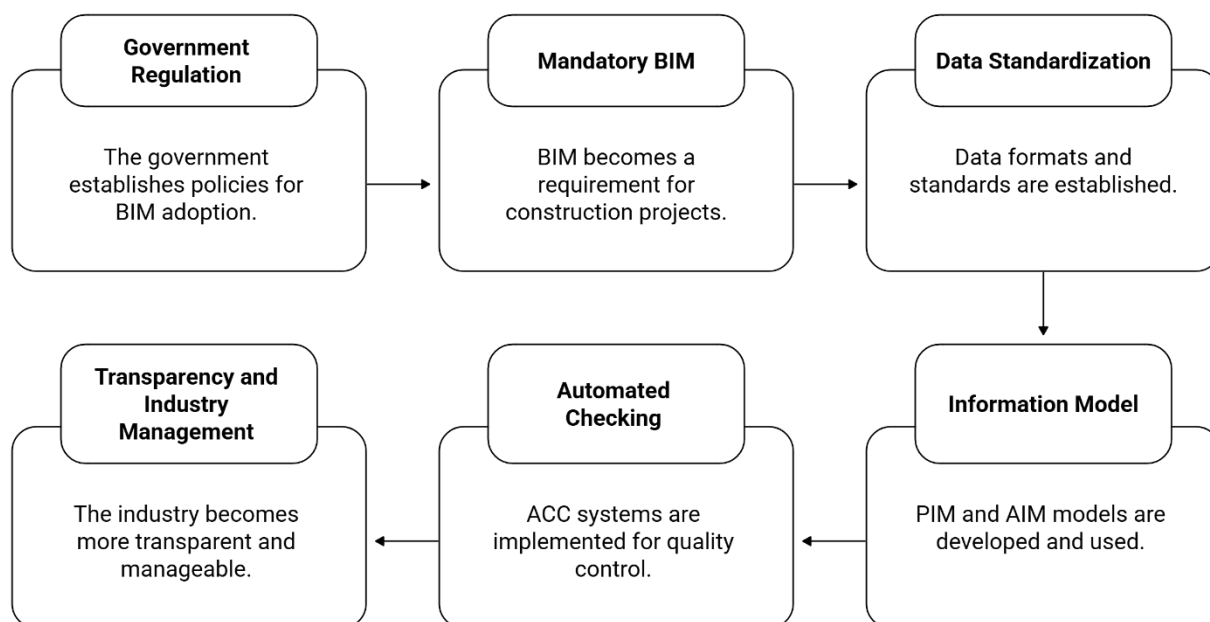 Government
Regulation
The government
establishes policies for
BIM adoption.
Mandatory BIM
BIM becomes a
requirement for
construction projects.
Data Standardization
Data formats and
standards are established.
Information Model
PIM and AIM models are
developed and used.
Automated
Checking
ACC systems are
implemented for quality
control.
Transparency and
Industry
Management
The industry becomes
more transparent and
manageable.